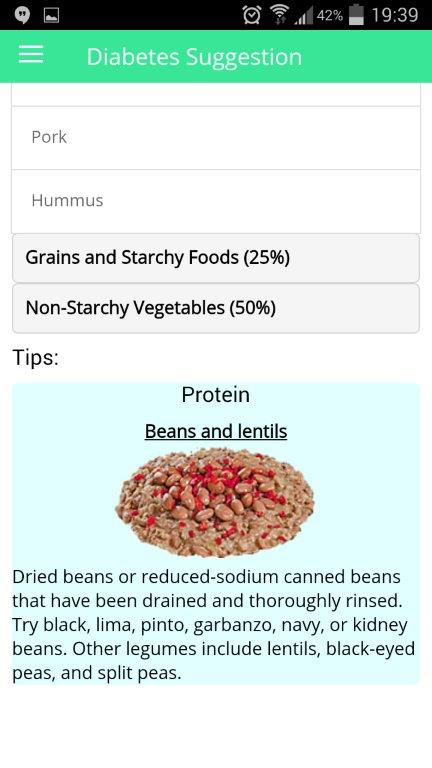 42% 19:39
Diabetes Suggestion
Pork
Hummus
Grains and Starchy Foods (25%)
Non-Starchy Vegetables (50%)
Tips:
Protein
Beans and lentils
Dried beans or reduced-sodium canned beans
that have been drained and thoroughly rinsed.
Try black, lima, pinto, garbanzo, navy, or kidney
beans. Other legumes include lentils, black-eyed
peas, and split peas.